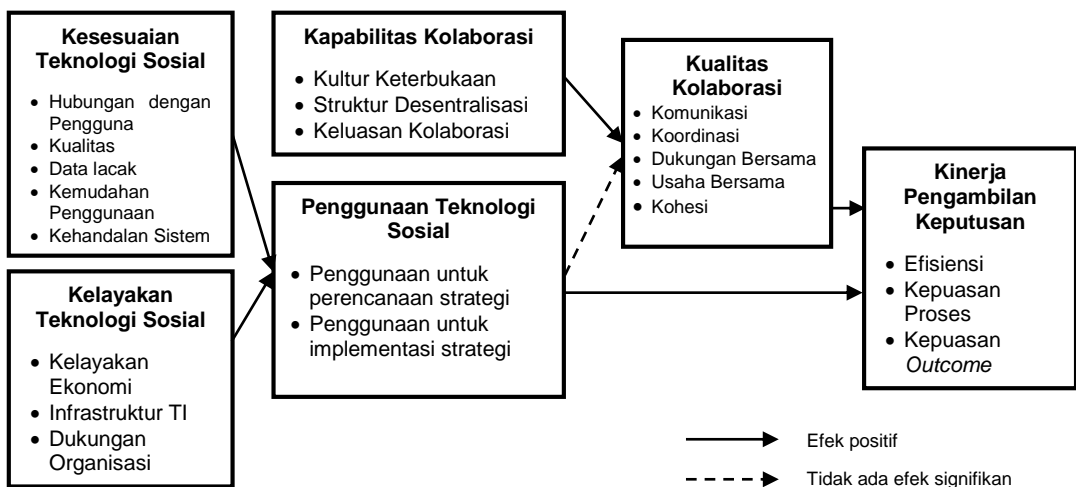 Kesesuaian
Teknologi Sosial
• Hubungan dengan
Pengguna
• Kualitas
• Data lacak
• Kemudahan
Penggunaan
• Kehandalan Sistem
Kelayakan
Teknologi Sosial
• Kelayakan
Ekonomi
• Infrastruktur TI
• Dukungan
Organisasi
Kapabilitas Kolaborasi
• Kultur Keterbukaan
• Struktur Desentralisasi
• Keluasan Kolaborasi
Penggunaan Teknologi
Sosial
• Penggunaan untuk
perencanaan strategi
• Penggunaan untuk
implementasi strategi
Kualitas
Kolaborasi
• Komunikasi
• Koordinasi
• Dukungan Bersama
• Usaha Bersama
• Kohesi
Kinerja
Pengambilan
Keputusan
• Efisiensi
• Kepuasan
Proses
• Kepuasan
Outcome
Efek positif
Tidak ada efek signifikan